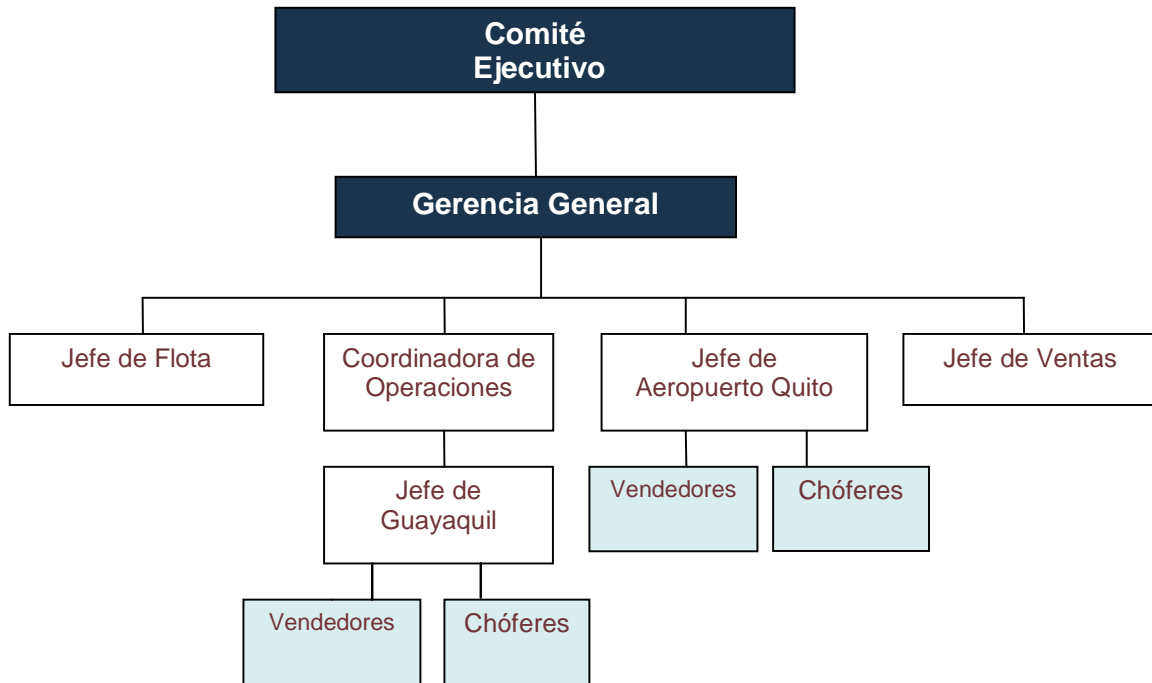 Comité
Ejecutivo
Gerencia General
Jefe de Flota
Coordinadora de
Operaciones
Jefe de
Aeropuerto Quito
Jefe de Ventas
Jefe de
Guayaquil
Vendedores
Chóferes
Vendedores
Chóferes